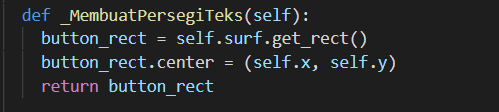 def _MembuatPersegiTeks(self):
  button_rect = self.surf.get_rect()
  button_rect.center = (self.x, self.y)
  return button_rect